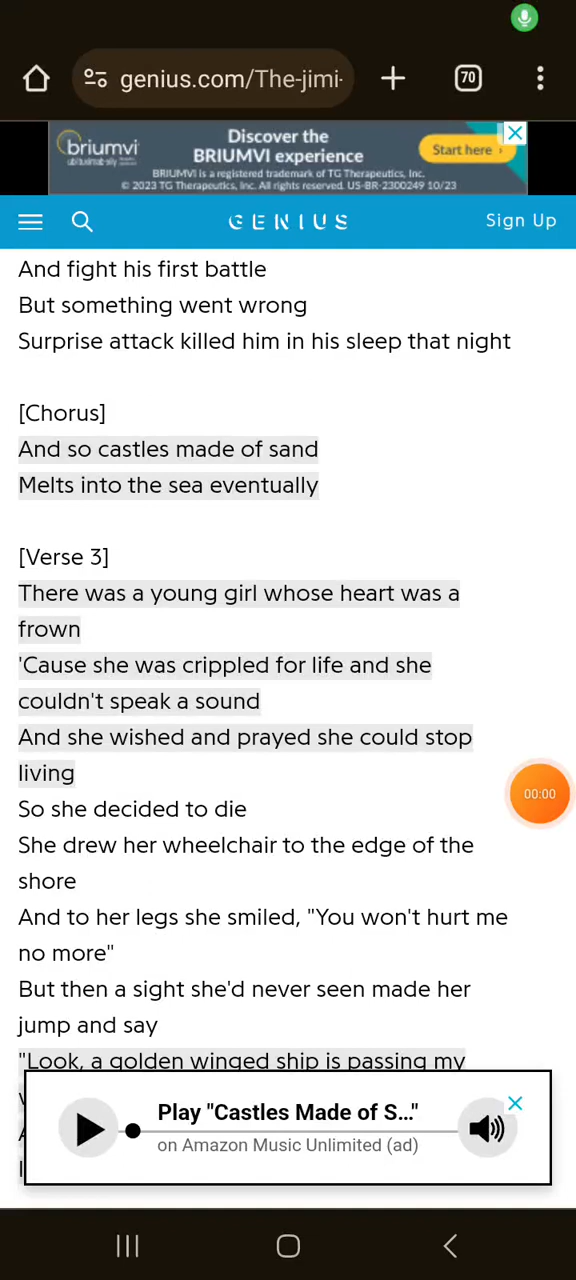 genius.com/The-jimi-
70
briumvi
Discover the
BRIUMVI experience
Start here ›
BRIUMVI is a registered trademark of TG Therapeutics, Inc.
© 2023 TG Therapeutics, Inc. All rights reserved. US-BR-2300249 10/23
GENIUS
Sign Up
And fight his first battle
But something went wrong
Surprise attack killed him in his sleep that night
[Chorus]
And so castles made of sand
Melts into the sea eventually
[Verse 3]
There was a young girl whose heart was a
frown
'Cause she was crippled for life and she
couldn't speak a sound
And she wished and prayed she could stop
living
So she decided to die
She drew her wheelchair to the edge of the
shore
And to her legs she smiled, "You won't hurt me
no more"
But then a sight she'd never seen made her
jump and say
"Look, a golden winged ship is passing my
00:00
Play "Castles Made of S..."
on Amazon Music Unlimited (ad)